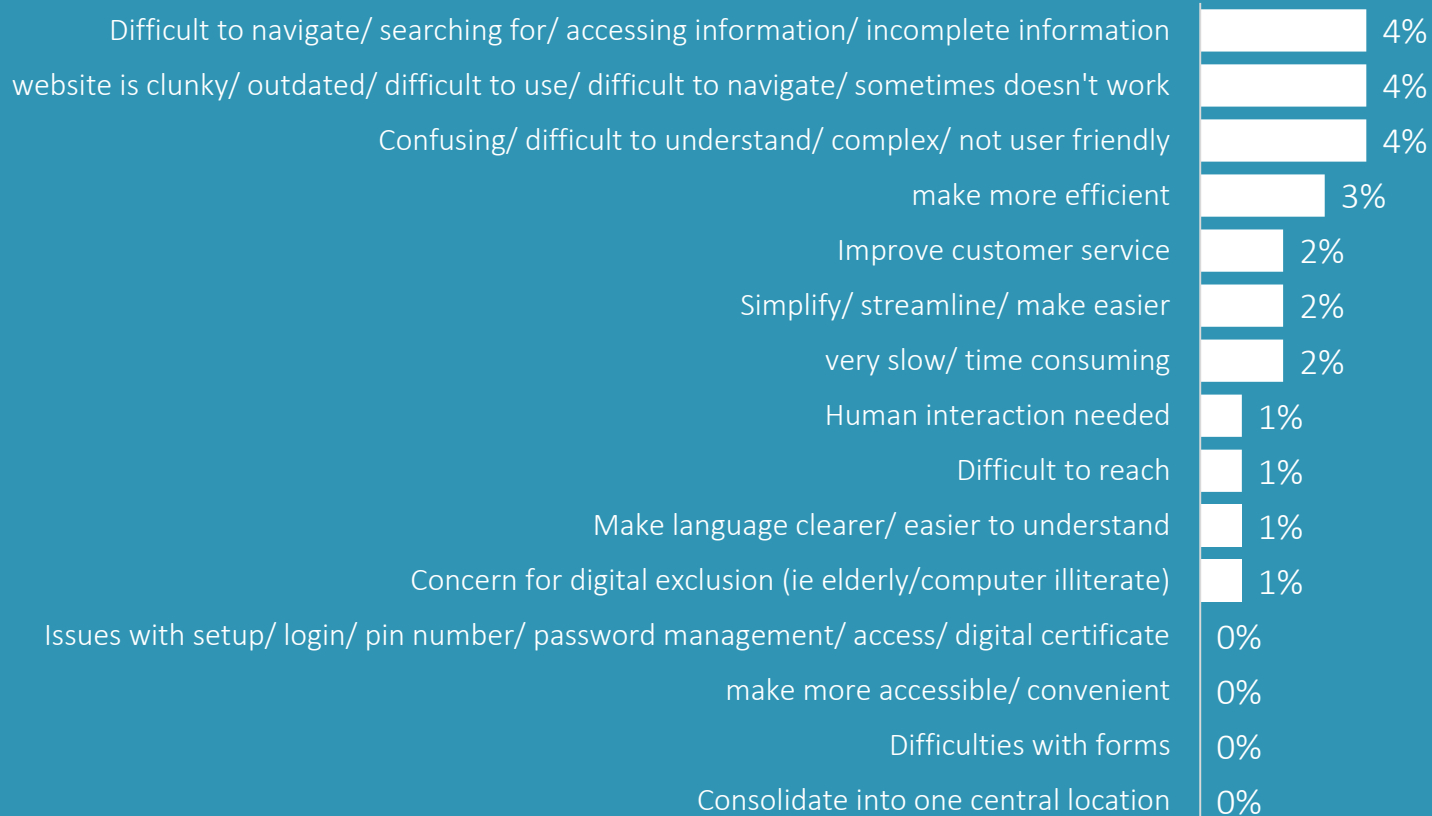 Difficult to navigate/ searching for/ accessing information/ incomplete information 4%
website is clunky/ outdated/ difficult to use/ difficult to navigate/ sometimes doesn't work 4%
Confusing/ difficult to understand/ complex/ not user friendly 4%
make more efficient 3%
Improve customer service 2%
Simplify/ streamline/ make easier 2%
very slow/ time consuming 2%
Human interaction needed 1%
Difficult to reach 1%
Make language clearer/ easier to understand 1%
Concern for digital exclusion (ie elderly/computer illiterate) 1%
Issues with setup/ login/ pin number/ password management/ access/ digital certificate 0%
make more accessible/ convenient 0%
Difficulties with forms 0%
Consolidate into one central location 0%